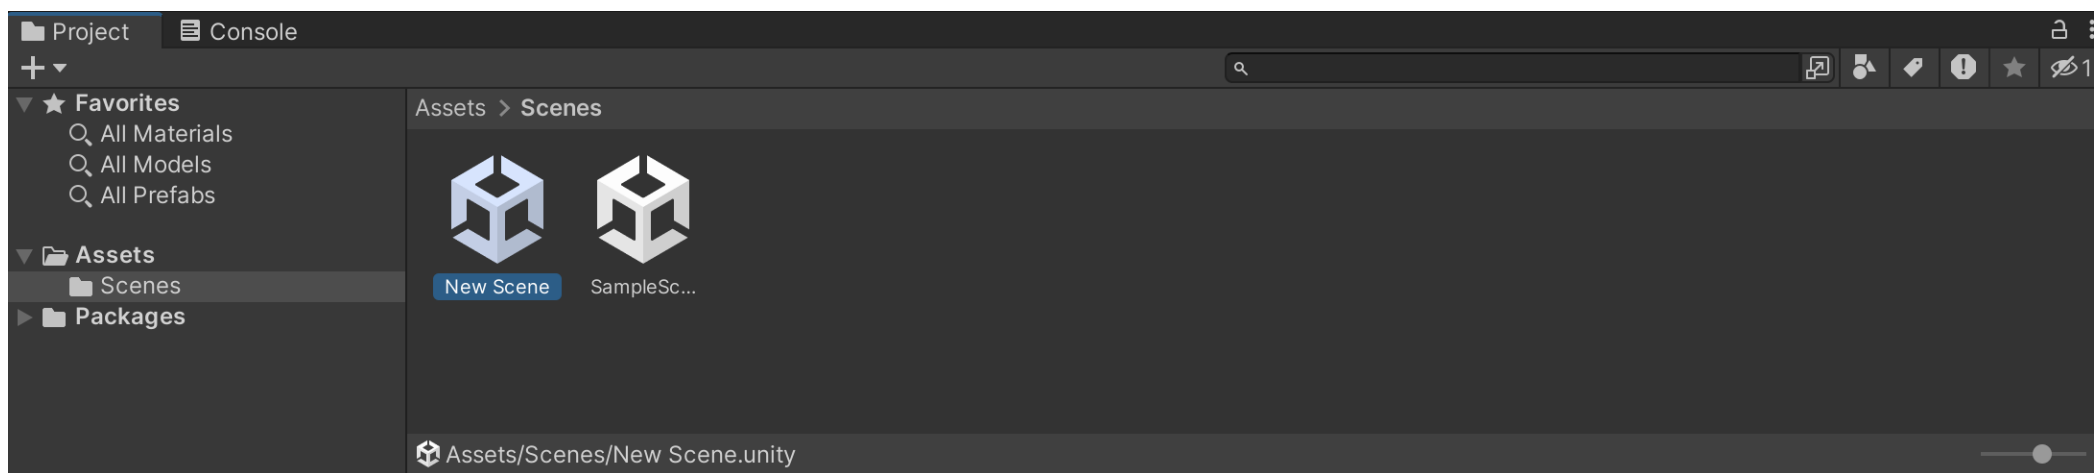 Project Console
1
Favorites
All Materials
All Models
All Prefabs
Assets
Scenes
Packages
Assets > Scenes
New Scene SampleSc...
Assets/Scenes/New Scene.unity